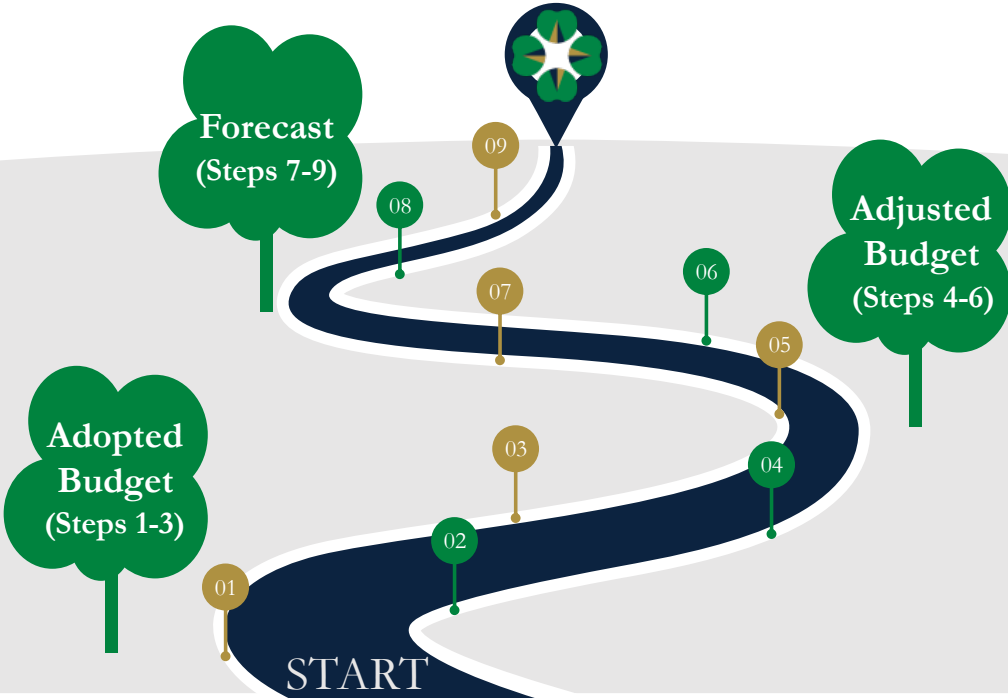 Forecast
(Steps 7-9)
09
08
Adjusted
Budget
(Steps 4-6)
06
07
05
Adopted
Budget
(Steps 1-3)
03
04
02
01
START